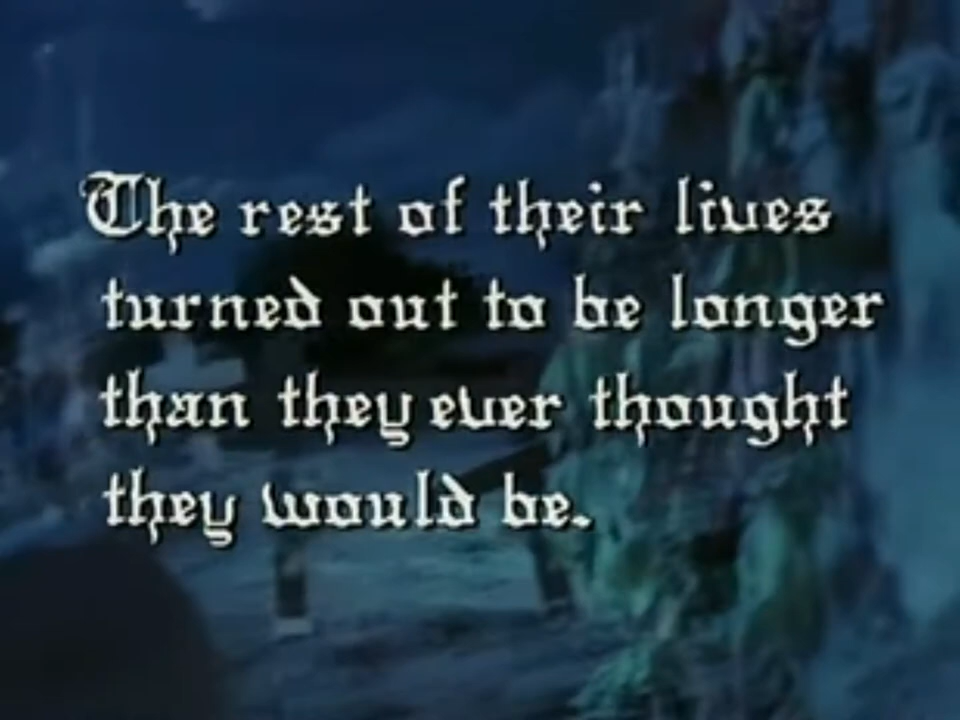 The rest of their lives
turned out to be longer
than they ever thought
they would be.